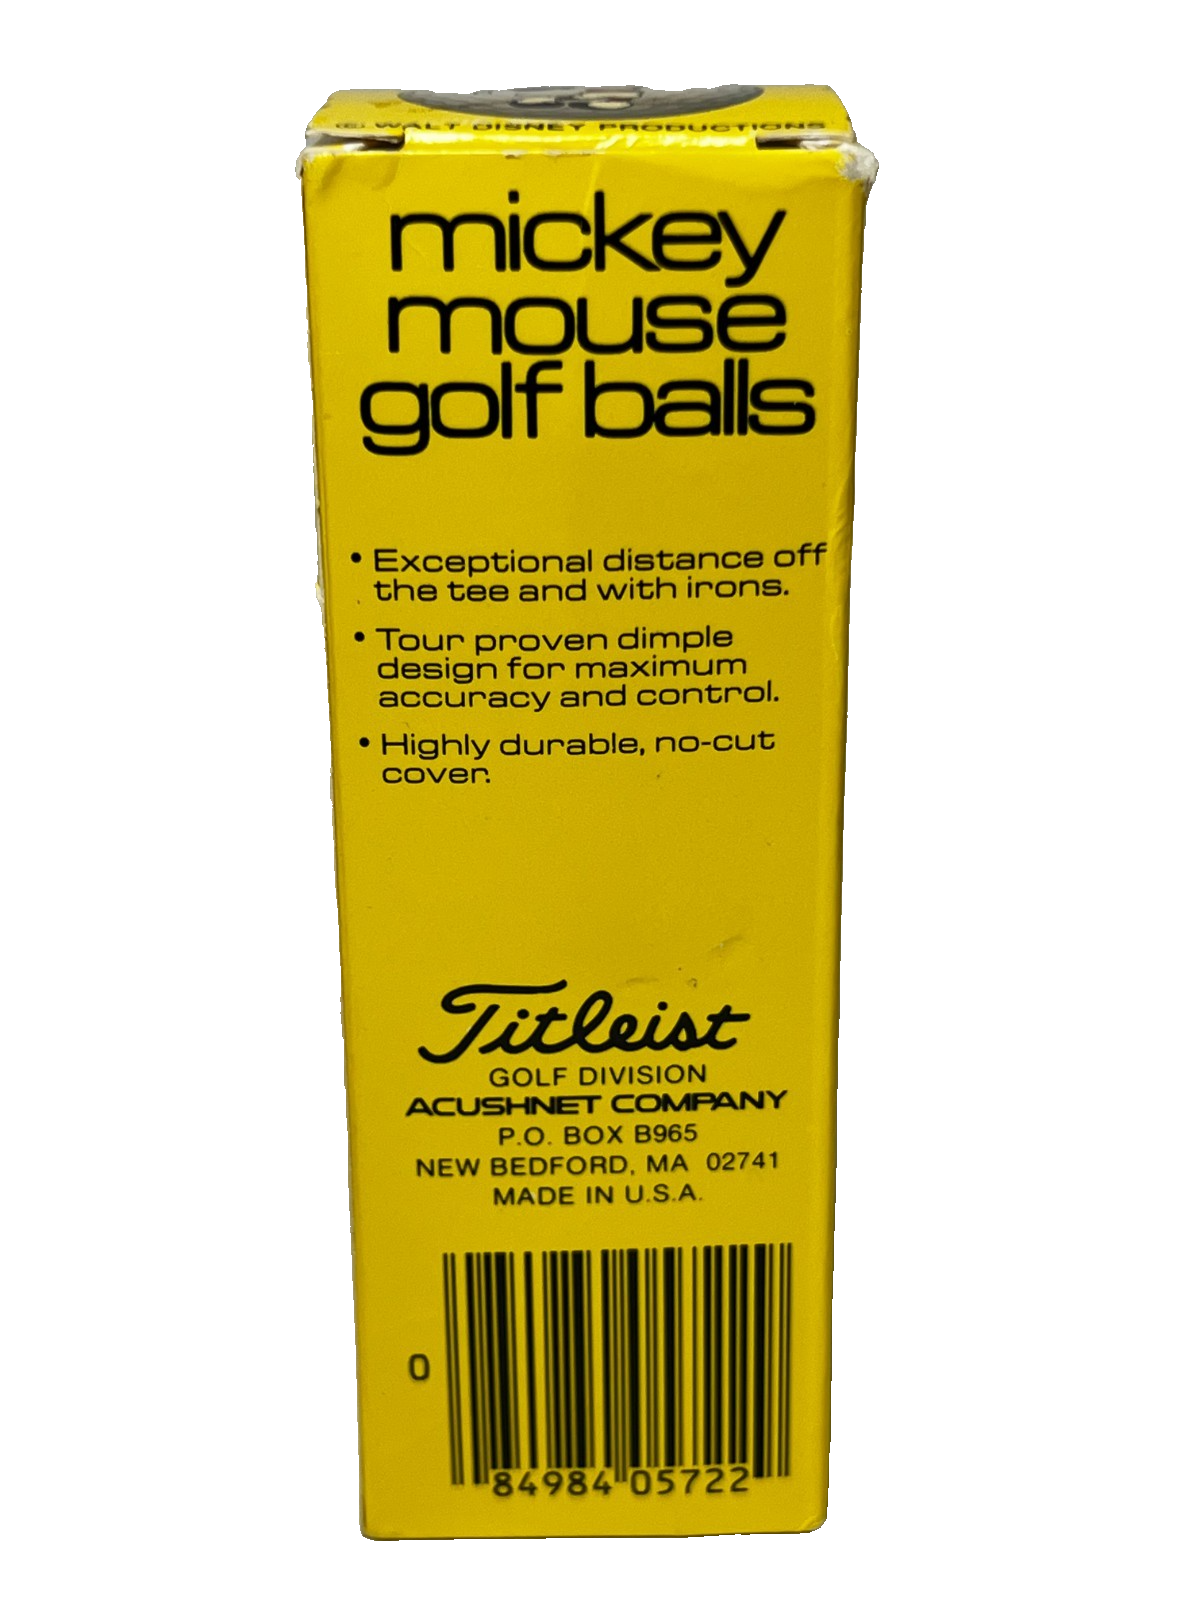 © WALT DISNEY PRODUCTIONS
mickey
mouse
golf balls
• Exceptional distance off
the tee and with irons.
• Tour proven dimple
design for maximum
accuracy and control.
• Highly durable, no-cut
cover.
Titleist
GOLF DIVISION
ACUSHNET COMPANY
P.O. BOX B965
NEW BEDFORD, MA 02741
MADE IN U.S.A.
0 84984 05722